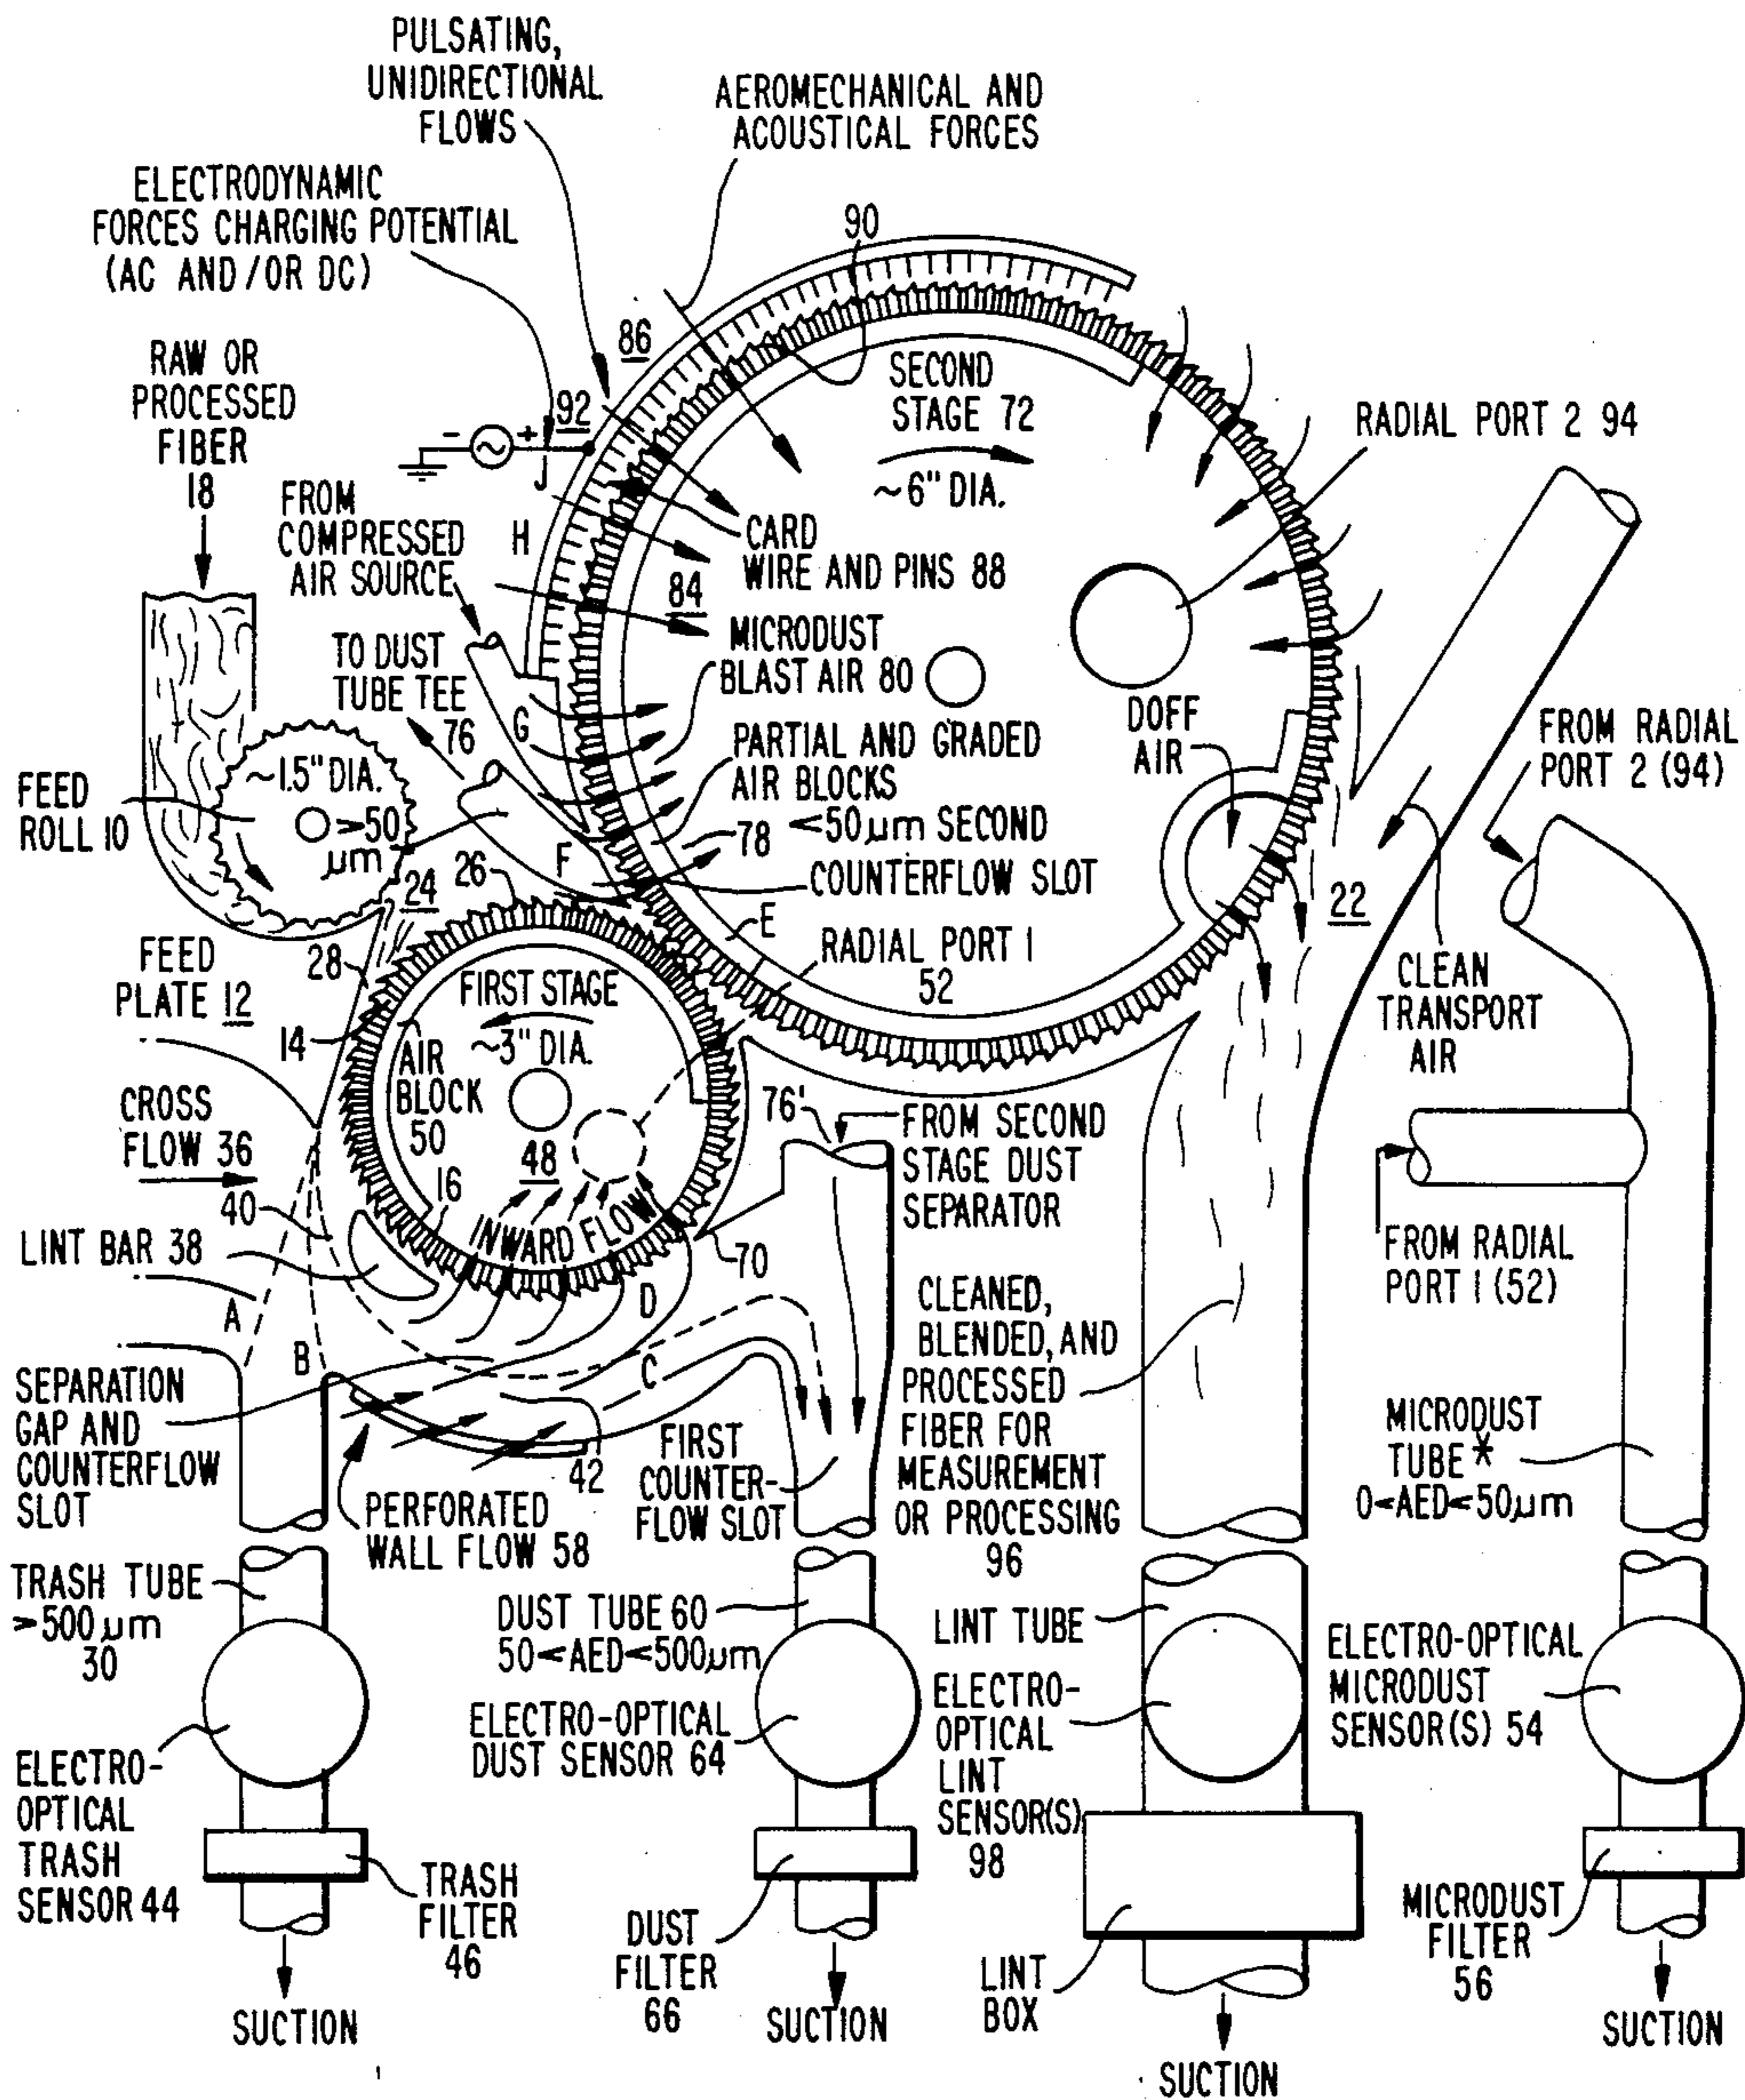 PULSATING,
UNIDIRECTIONAL
FLOWS
AEROMECHANICAL AND
ACOUSTICAL FORCES
ELECTRODYNAMIC
FORCES CHARGING POTENTIAL
(AC AND/OR DC)
90
86
RAW OR
PROCESSED
FIBER
18
92
- +
J
SECOND
STAGE 72
~6" DIA.
RADIAL PORT 2 94
FROM
COMPRESSED
AIR SOURCE
H
CARD
WIRE AND PINS 88
84
MICRODUST
BLAST AIR 80
TO DUST
TUBE TEE
76
G
PARTIAL AND GRADED
AIR BLOCKS
DOFF
AIR
FROM RADIAL
PORT 2 (94)
FEED
ROLL 10
~1.5" DIA.
>50
µm
78 <50µm SECOND
COUNTERFLOW SLOT
F
24
26
E
22
FEED
PLATE 12
28
14
RADIAL PORT 1
52
CLEAN
TRANSPORT
AIR
FIRST STAGE
~3" DIA.
AIR
BLOCK
50
CROSS
FLOW 36
48
16
INWARD FLOW
76'
FROM SECOND
STAGE DUST
SEPARATOR
40
LINT BAR 38
70
FROM RADIAL
PORT 1 (52)
A
B
D
C
CLEANED,
BLENDED, AND
PROCESSED
FIBER FOR
MEASUREMENT
OR PROCESSING
96
SEPARATION
GAP AND
COUNTERFLOW
SLOT
42
FIRST
COUNTER-
FLOW SLOT
PERFORATED
WALL FLOW 58
MICRODUST
TUBE *
0<AED<50µm
TRASH TUBE
>500µm
30
DUST TUBE 60
50<AED<500µm
LINT TUBE
ELECTRO-OPTICAL
MICRODUST
SENSOR(S) 54
ELECTRO-OPTICAL
DUST SENSOR 64
ELECTRO-
OPTICAL
LINT
SENSOR(S)
98
ELECTRO-
OPTICAL
TRASH
SENSOR 44
TRASH
FILTER
46
DUST
FILTER
66
LINT
BOX
MICRODUST
FILTER
56
SUCTION
SUCTION
SUCTION
SUCTION